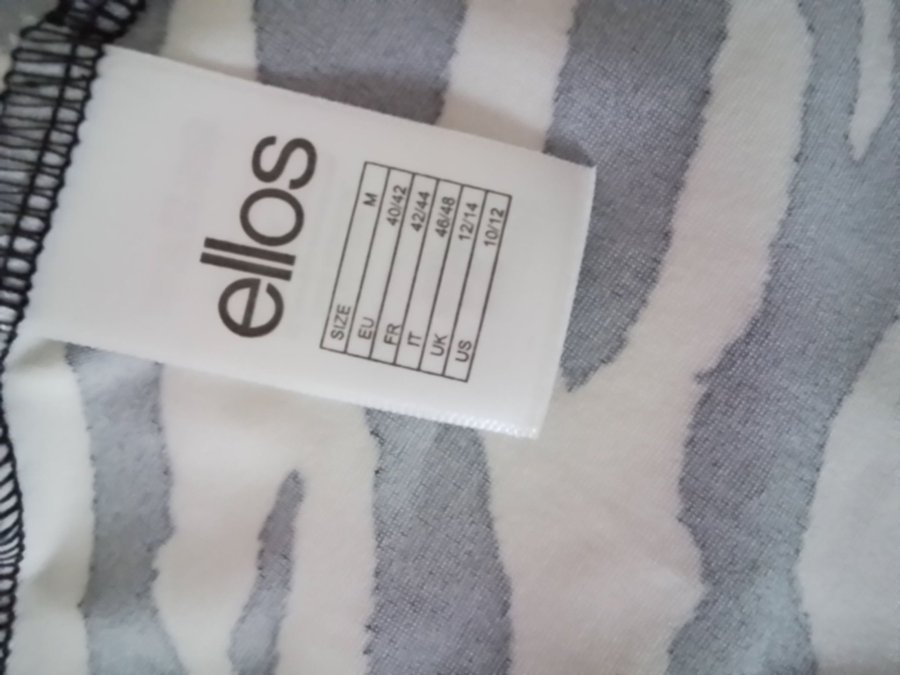 ellos
SIZE M
EU 40/42
FR 42/44
IT 46/48
UK 12/14
US 10/12